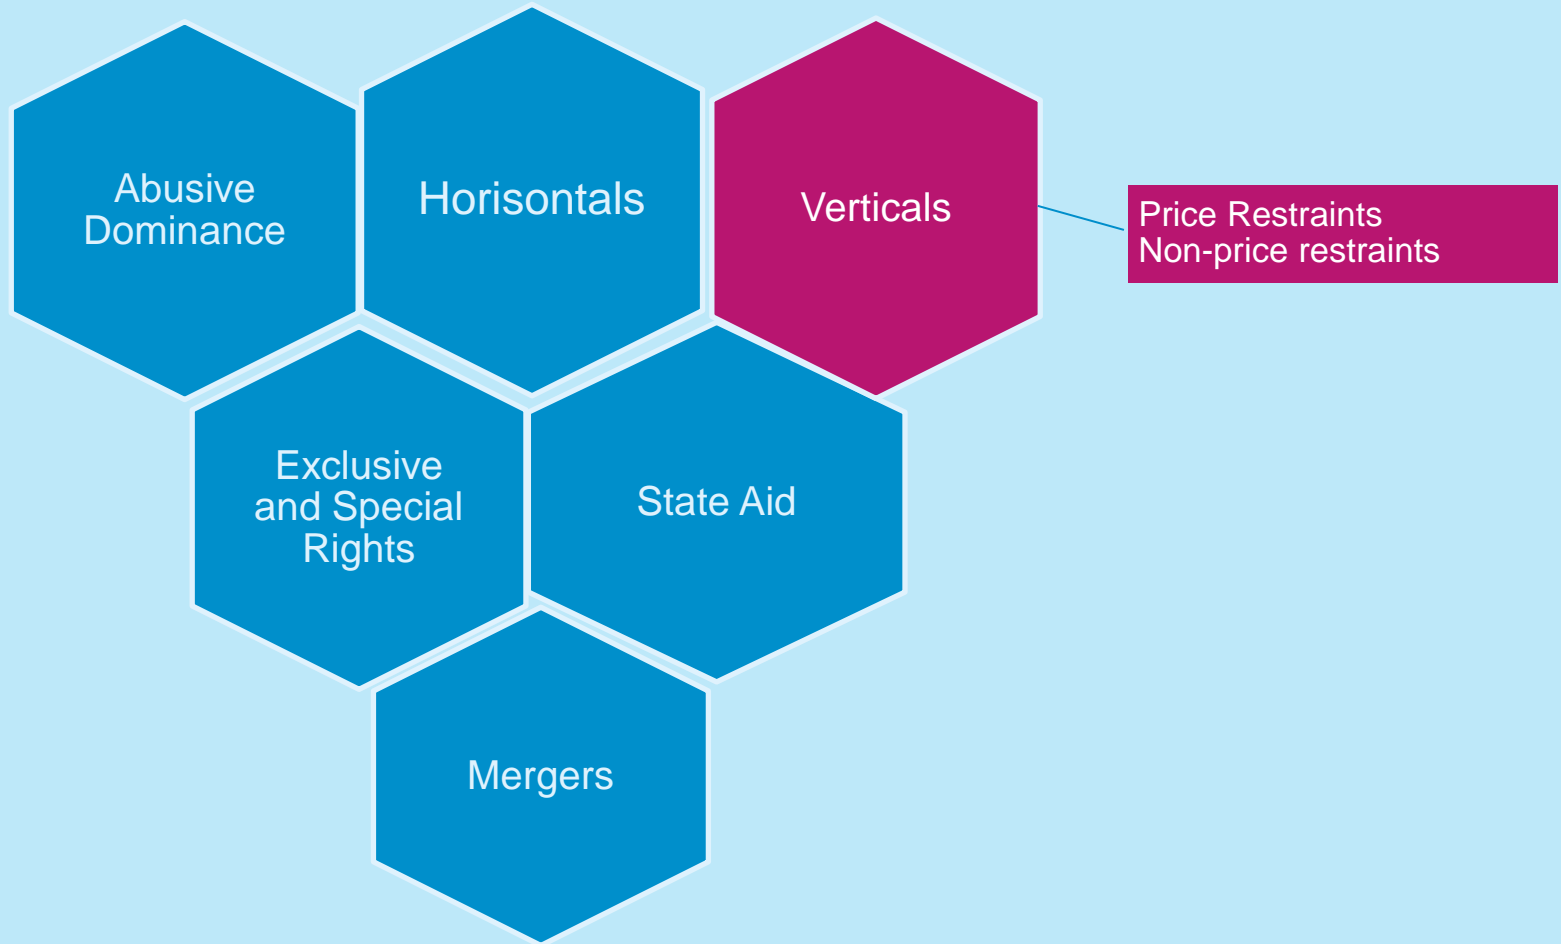 Abusive
Dominance
Horisontals
Verticals
Price Restraints
Non-price restraints
Exclusive
and Special
Rights
State Aid
Mergers